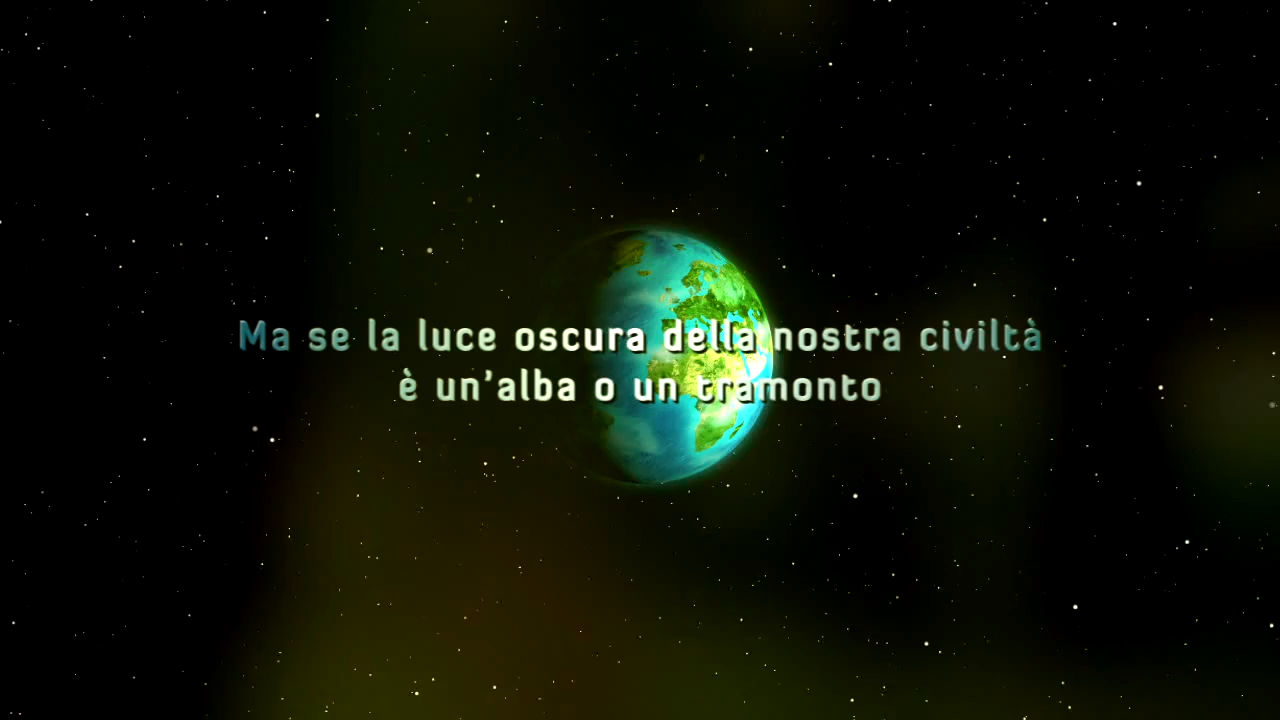 Ma se la luce oscura della nostra civiltà
è un’alba o un tramonto